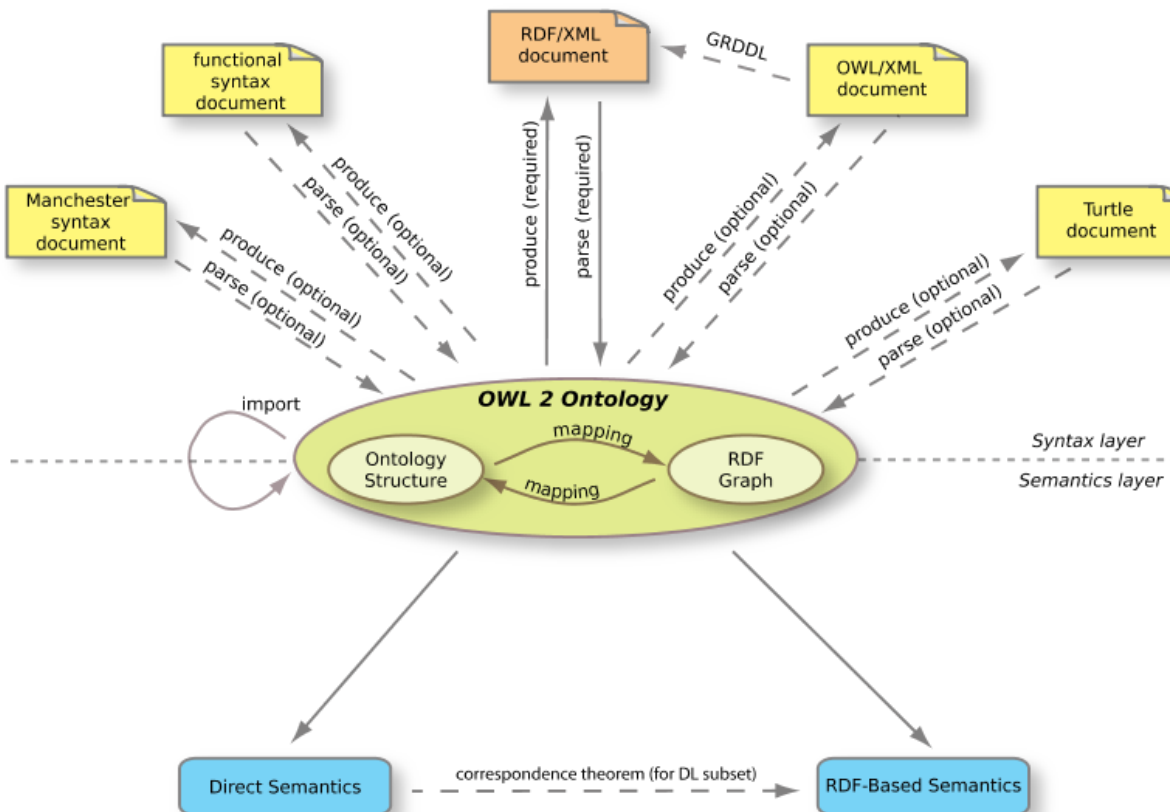 RDF/XML
document
GRDDL
functional
syntax
document
OWL/XML
document
Manchester
syntax
document
Turtle
document
produce (optional)
parse (optional)
produce (optional)
parse (optional)
produce (required)
parse (required)
produce (optional)
parse (optional)
produce (optional)
parse (optional)
import
OWL 2 Ontology
mapping
Ontology
Structure
RDF
Graph
mapping
Syntax layer
Semantics layer
Direct Semantics
correspondence theorem (for DL subset)
RDF-Based Semantics